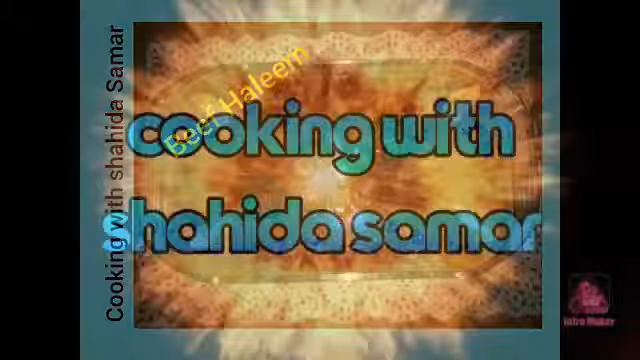 Cooking with shahida Samar
Beef Haleem
cooking with
shahida samar
Intro Maker